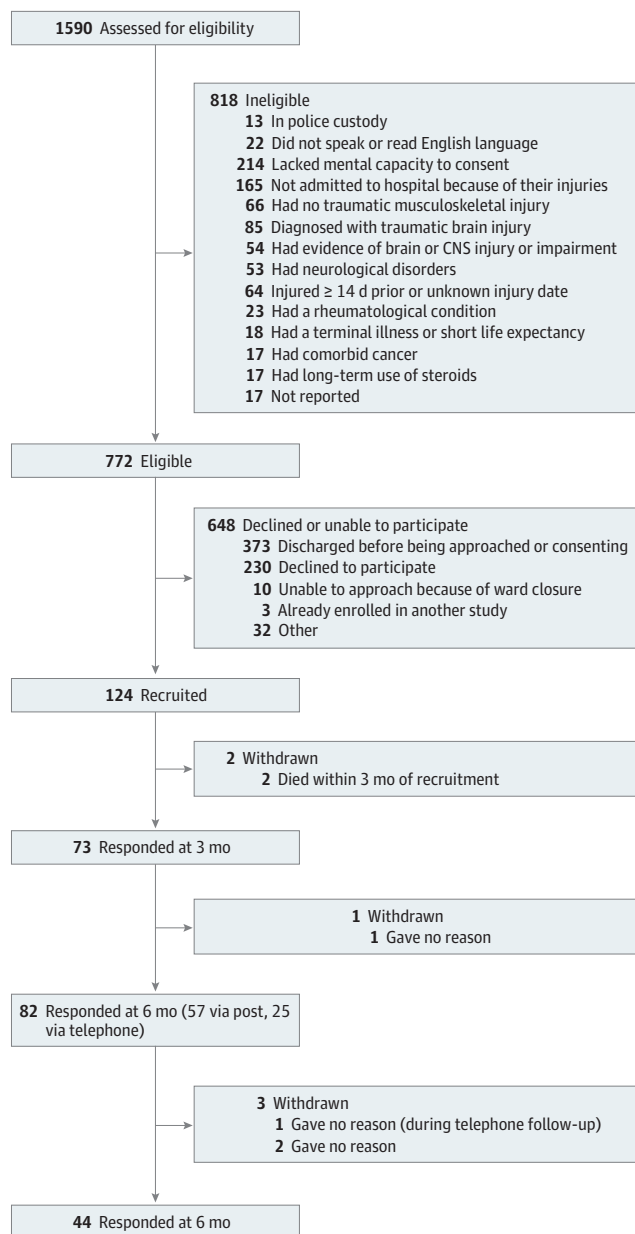 1590 Assessed for eligibility
818 Ineligible
13 In police custody
22 Did not speak or read English language
214 Lacked mental capacity to consent
165 Not admitted to hospital because of their injuries
66 Had no traumatic musculoskeletal injury
85 Diagnosed with traumatic brain injury
54 Had evidence of brain or CNS injury or impairment
53 Had neurological disorders
64 Injured ≥ 14 d prior or unknown injury date
23 Had a rheumatological condition
18 Had a terminal illness or short life expectancy
17 Had comorbid cancer
17 Had long-term use of steroids
17 Not reported
772 Eligible
648 Declined or unable to participate
373 Discharged before being approached or consenting
230 Declined to participate
10 Unable to approach because of ward closure
3 Already enrolled in another study
32 Other
124 Recruited
2 Withdrawn
2 Died within 3 mo of recruitment
73 Responded at 3 mo
1 Withdrawn
1 Gave no reason
82 Responded at 6 mo (57 via post, 25
via telephone)
3 Withdrawn
1 Gave no reason (during telephone follow-up)
2 Gave no reason
44 Responded at 6 mo